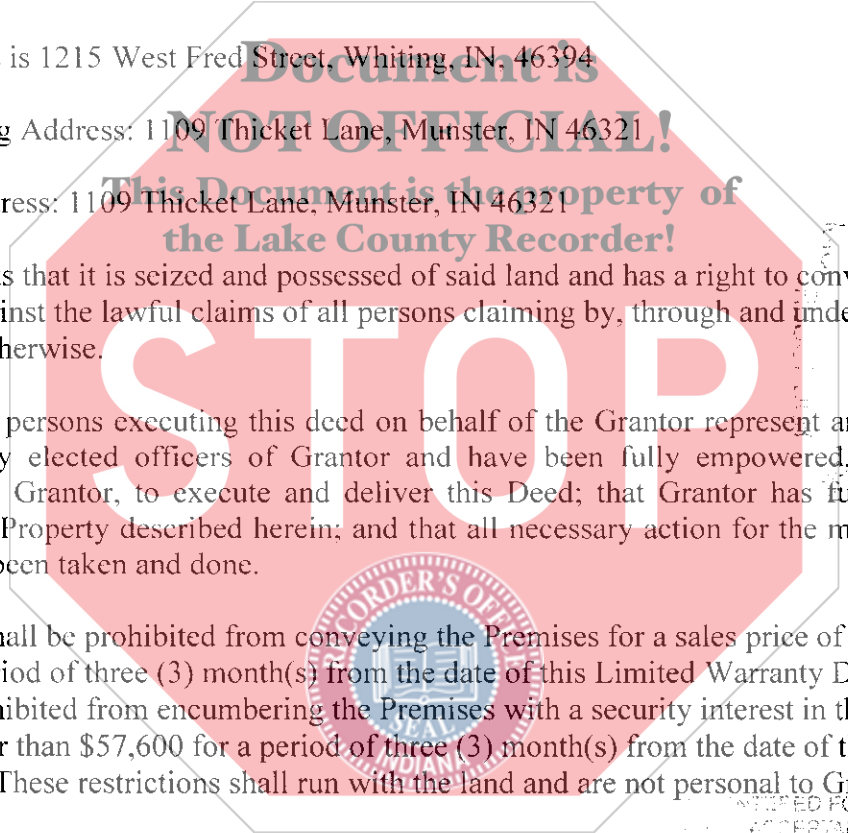 is 1215 West Fred Street, Whiting, IN, 46394
Document is
g Address: 1109 Thicket Lane, Munster, IN 46321
NOT OFFICIAL!
ress: 1109 Thicket Lane, Munster, IN 46321
This Document is the property of
the Lake County Recorder!
s that it is seized and possessed of said land and has a right to conv
inst the lawful claims of all persons claiming by, through and unde
herwise.
STOP
persons executing this deed on behalf of the Grantor represent a
y elected officers of Grantor and have been fully empowered,
Grantor, to execute and deliver this Deed; that Grantor has fu
Property described herein; and that all necessary action for the m
been taken and done.
RECORDER'S OFFICE
hall be prohibited from conveying the Premises for a sales price of
iod of three (3) month(s) from the date of this Limited Warranty D
hibited from encumbering the Premises with a security interest in th
SEAL
r than $57,600 for a period of three (3) month(s) from the date of t
INDIANA
These restrictions shall run with the land and are not personal to G